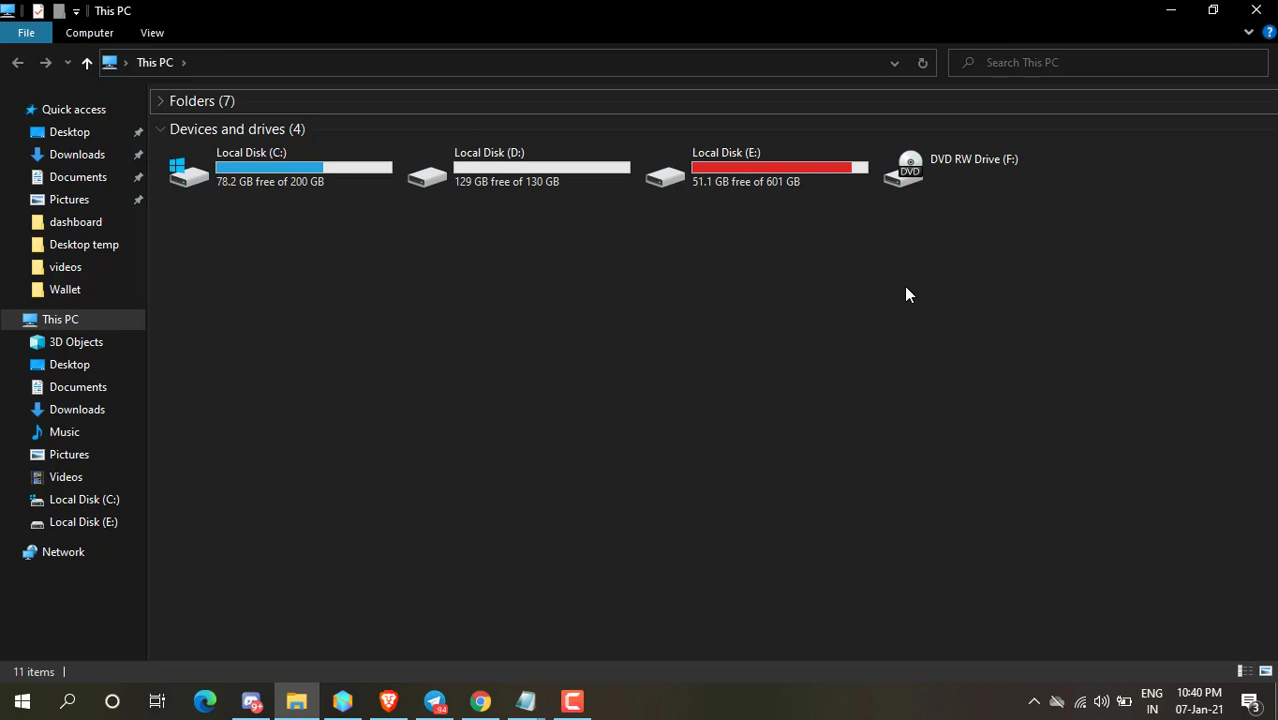 This PC
File
Computer
View
This PC
Search This PC
Quick access
Desktop
Downloads
Documents
Pictures
dashboard
Desktop temp
videos
Wallet
This PC
3D Objects
Desktop
Documents
Downloads
Music
Pictures
Videos
Local Disk (C:)
Local Disk (E:)
Network
Folders (7)
Devices and drives (4)
Local Disk (C:)
78.2 GB free of 200 GB
Local Disk (D:)
129 GB free of 130 GB
Local Disk (E:)
51.1 GB free of 601 GB
DVD
DVD RW Drive (F:)
11 items
9+
94
ENG
IN
10:40 PM
07-Jan-21
3